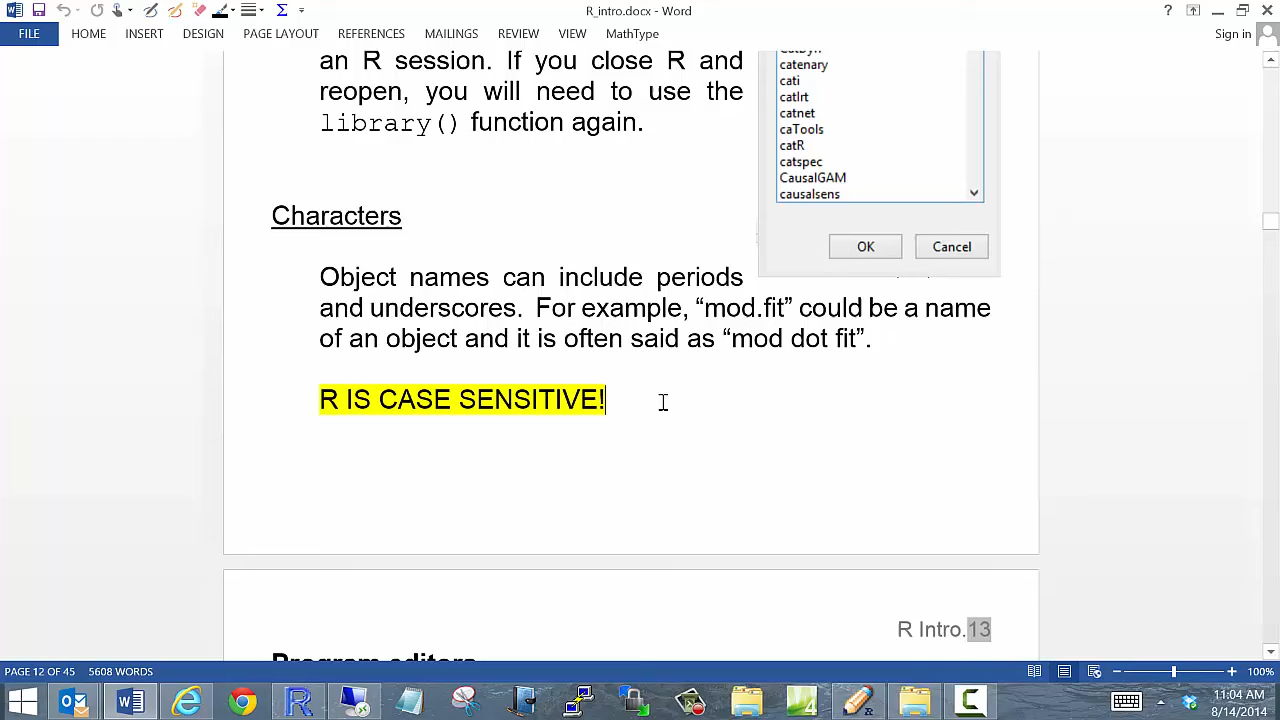 R_intro.docx - Word
FILE
HOME
INSERT
DESIGN
PAGE LAYOUT
REFERENCES
MAILINGS
REVIEW
VIEW
MathType
Sign in
an R session. If you close R and
reopen, you will need to use the
library() function again.
catenary
cati
catIrt
catnet
caTools
catR
catspec
CausalGAM
causalsens
OK
Cancel
Characters
Object names can include periods
and underscores. For example, “mod.fit” could be a name
of an object and it is often said as “mod dot fit”.
R IS CASE SENSITIVE!
R Intro.13
Program editors
PAGE 12 OF 45
5608 WORDS
100%
11:04 AM
8/14/2014